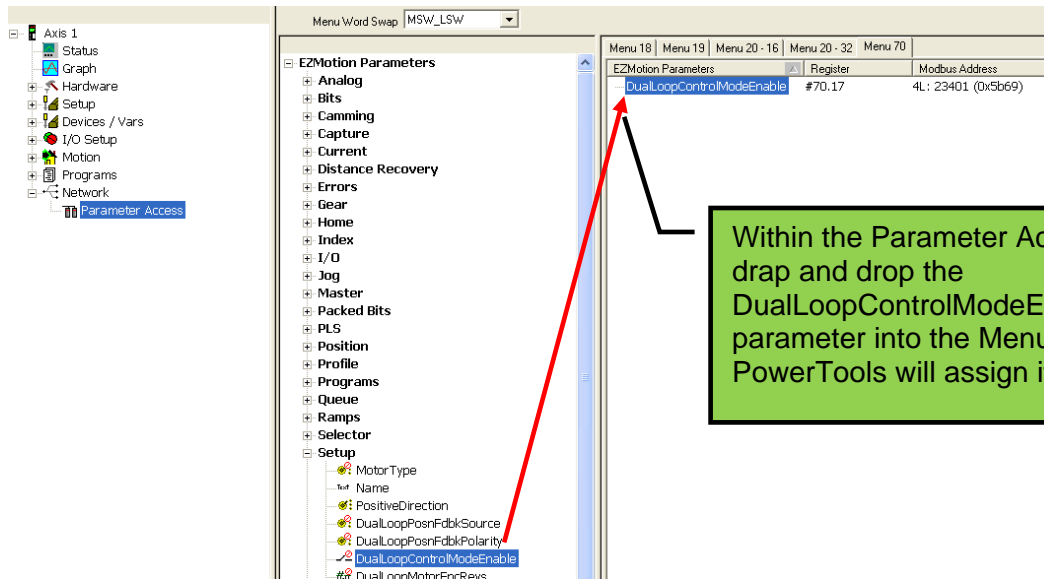 Menu Word Swap MSW_LSW
Axis 1
Status
Graph
Hardware
Setup
Devices / Vars
I/O Setup
Motion
Programs
Network
Parameter Access
EZMotion Parameters
Analog
Bits
Camming
Capture
Current
Distance Recovery
Errors
Gear
Home
Index
I/O
Jog
Master
Packed Bits
PLS
Position
Profile
Programs
Queue
Ramps
Selector
Setup
MotorType
Text Name
PositiveDirection
DualLoopPosnFdbkSource
DualLoopPosnFdbkPolarity
DualLoopControlModeEnable
DualLoopMotorEncRevs
Menu 18 Menu 19 Menu 20 - 16 Menu 20 - 32 Menu 70
EZMotion Parameters Register Modbus Address
DualLoopControlModeEnable #70.17 4L: 23401 (0x5b69)
Within the Parameter Ac
drap and drop the
DualLoopControlModeE
parameter into the Menu
PowerTools will assign i